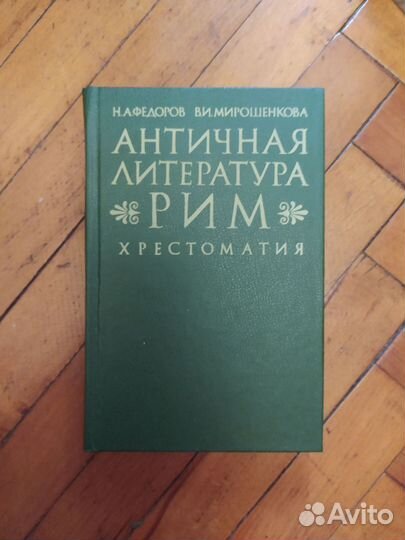 Н.А.ФЕДОРОВ В.И.МИРОШЕНКОВА
АНТИЧНАЯ
ЛИТЕРАТУРА
РИМ
ХРЕСТОМАТИЯ
Avito